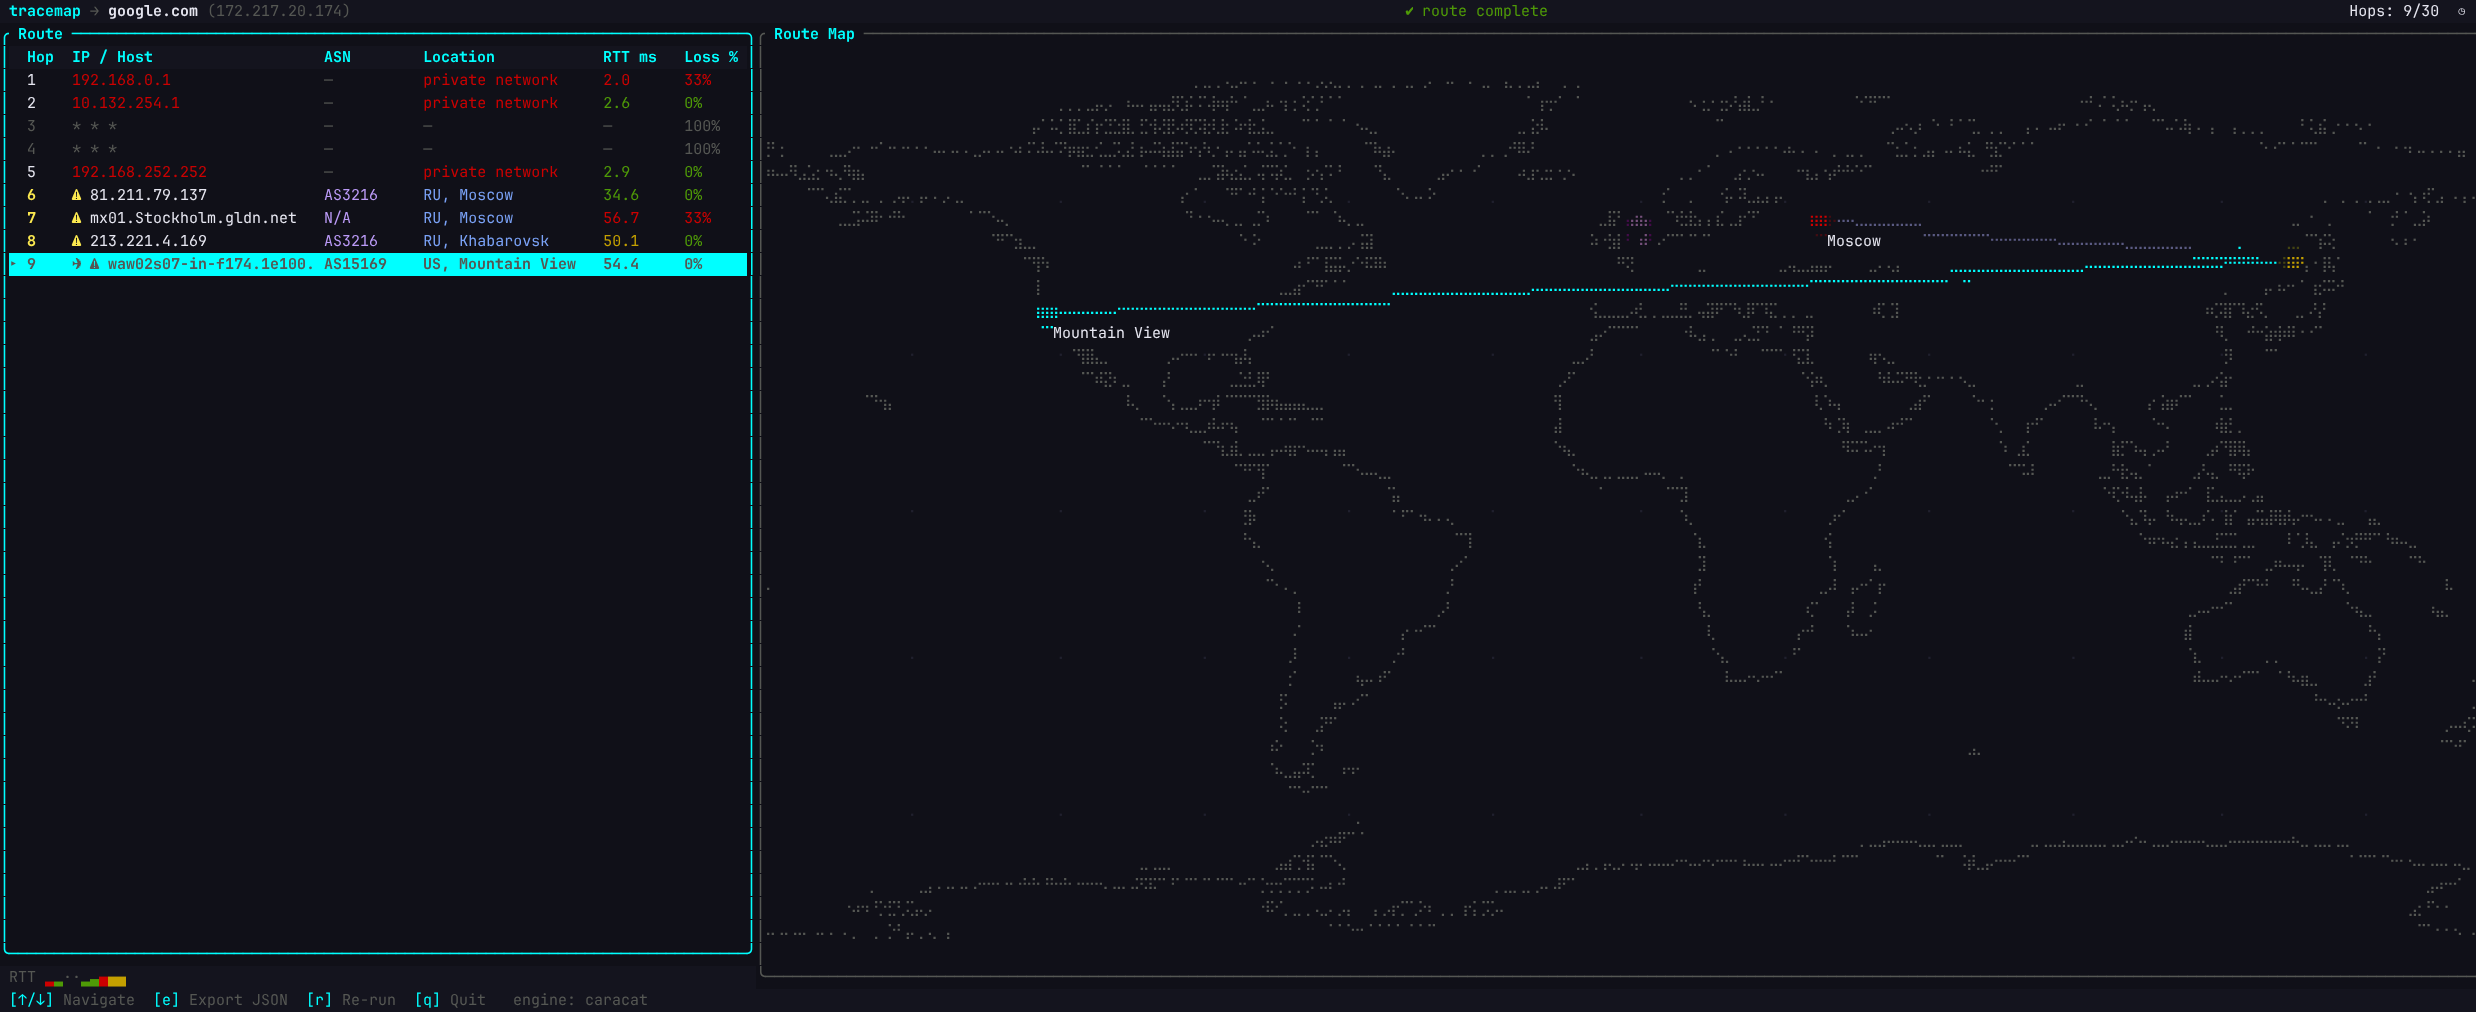 tracemap → google.com (172.217.20.174) ✔ route complete Hops: 9/30
Route
Hop IP / Host ASN Location RTT ms Loss %
1 192.168.0.1 — private network 2.0 33%
2 10.132.254.1 — private network 2.6 0%
3 * * * — — — 100%
4 * * * — — — 100%
5 192.168.252.252 — private network 2.9 0%
6 ⚠ 81.211.79.137 AS3216 RU, Moscow 34.6 0%
7 ⚠ mx01.Stockholm.gldn.net N/A RU, Moscow 56.7 33%
8 ⚠ 213.221.4.169 AS3216 RU, Khabarovsk 50.1 0%
9 ✈ ⚠ waw02s07-in-f174.1e100. AS15169 US, Mountain View 54.4 0%
Route Map
Moscow
Mountain View
RTT
[↑/↓] Navigate [e] Export JSON [r] Re-run [q] Quit engine: caracat